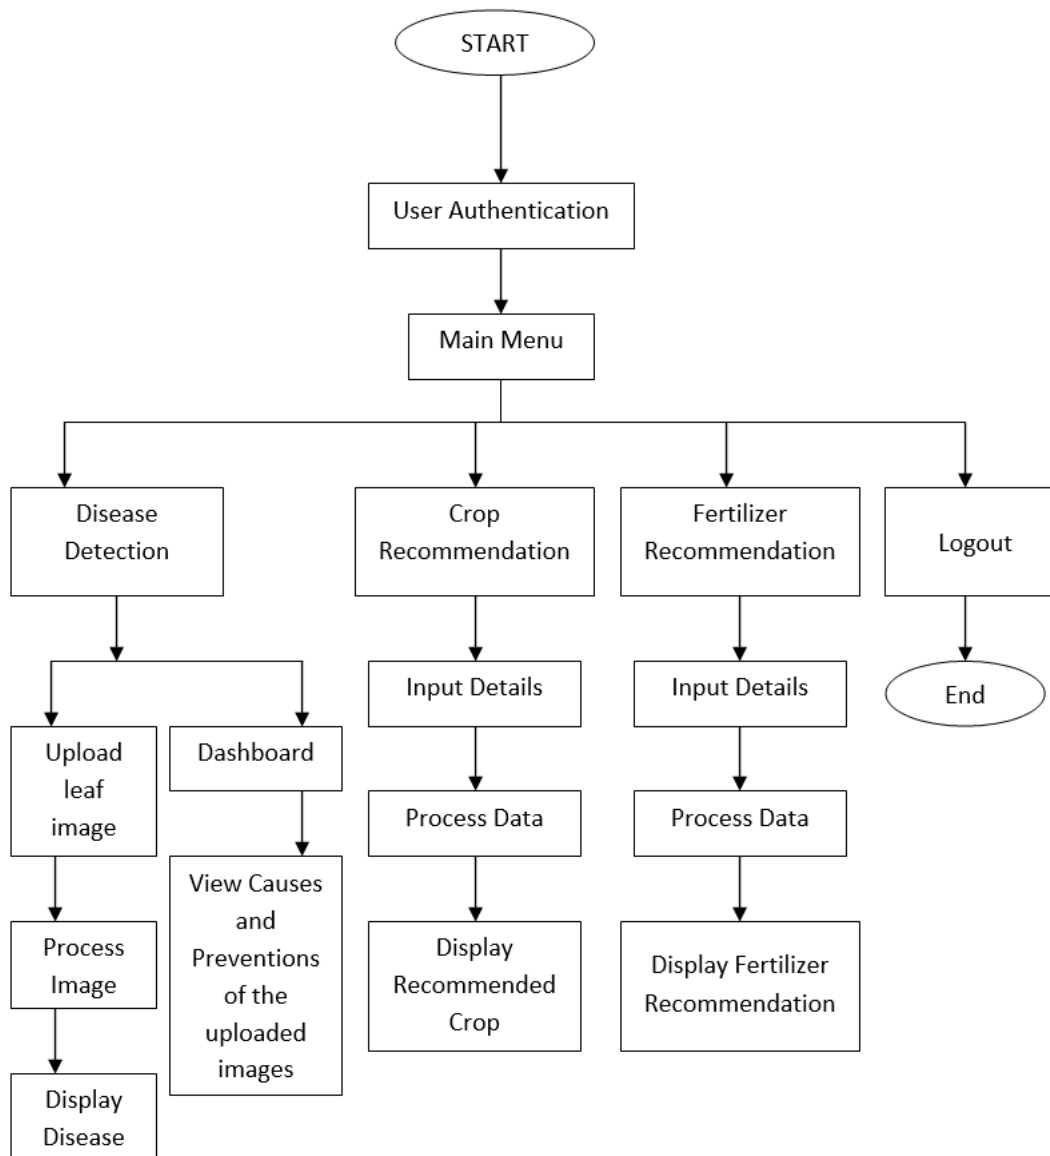 START
User Authentication
Main Menu
Disease
Detection
Crop
Recommendation
Fertilizer
Recommendation
Logout
Input Details
Input Details
End
Upload
leaf
image
Dashboard
Process Data
Process Data
View Causes
and
Preventions
of the
uploaded
images
Process
Image
Display
Recommended
Crop
Display Fertilizer
Recommendation
Display
Disease